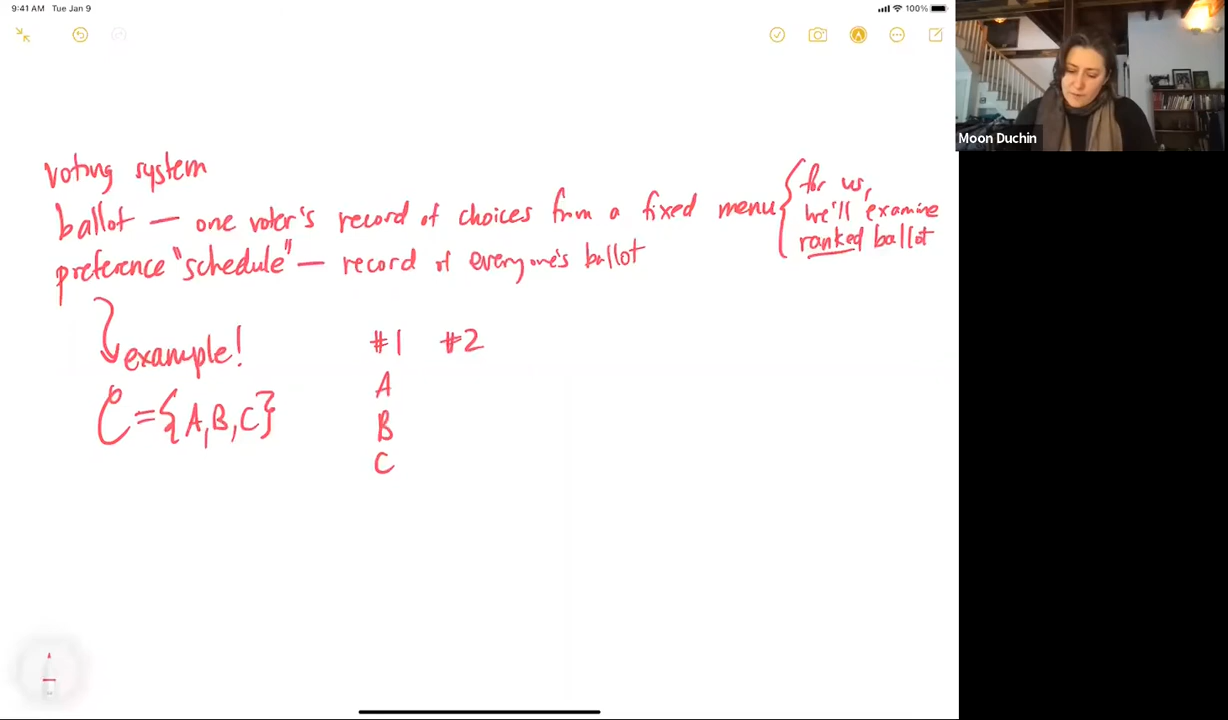 9:41 AM Tue Jan 9
100%
Moon Duchin
voting system
ballot — one voter's record of choices from a fixed menu { for us,
we'll examine
ranked ballot
preference "schedule" — record of everyone's ballot
example!
C = {A, B, C}
#1 #2
A
B
C